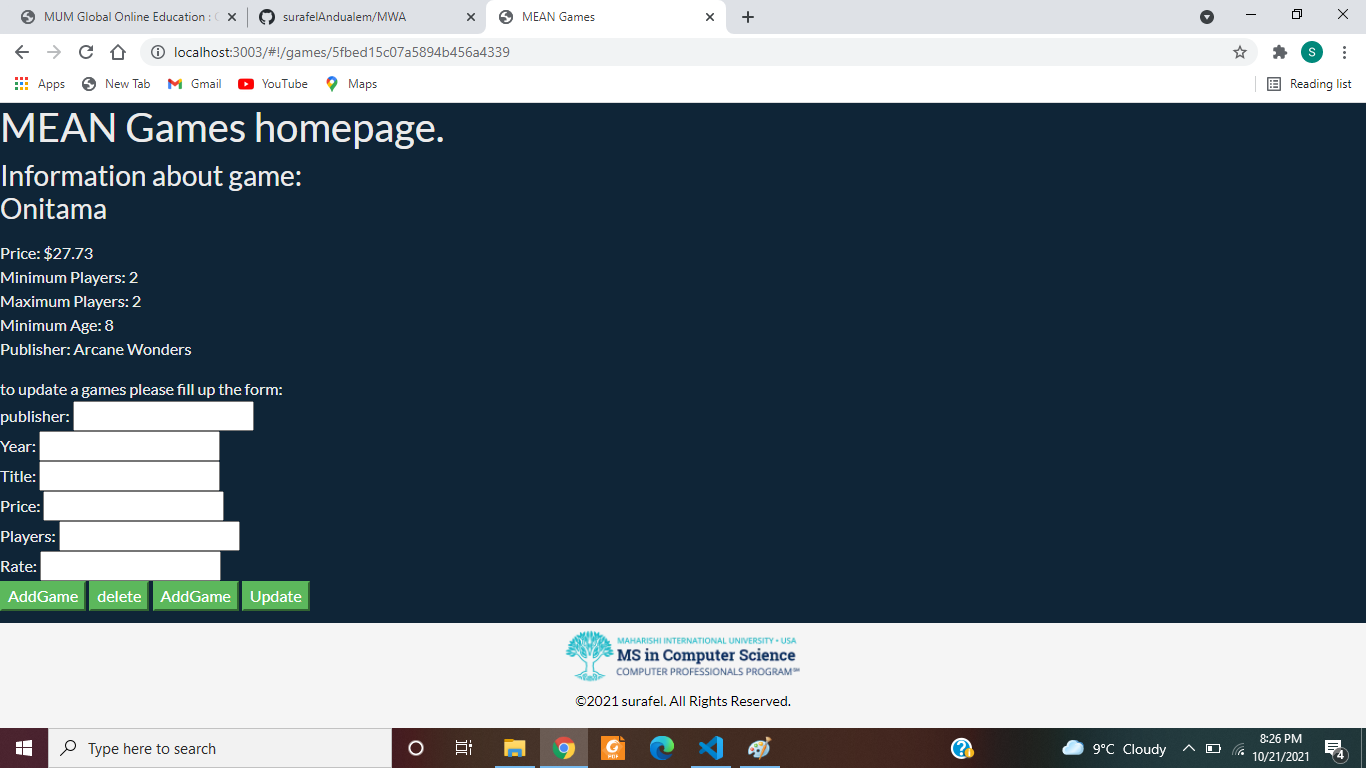 MUM Global Online Education :
surafelAndualem/MWA
MEAN Games
localhost:3003/#!/games/5fbed15c07a5894b456a4339
S
Apps
New Tab
Gmail
YouTube
Maps
Reading list
MEAN Games homepage.
Information about game:
Onitama
Price: $27.73
Minimum Players: 2
Maximum Players: 2
Minimum Age: 8
Publisher: Arcane Wonders
to update a games please fill up the form:
publisher:
Year:
Title:
Price:
Players:
Rate:
AddGame delete AddGame Update
MAHARISHI INTERNATIONAL UNIVERSITY • USA
MS in Computer Science
COMPUTER PROFESSIONALS PROGRAM℠
©2021 surafel. All Rights Reserved.
Type here to search
9°C Cloudy
8:26 PM
10/21/2021
4